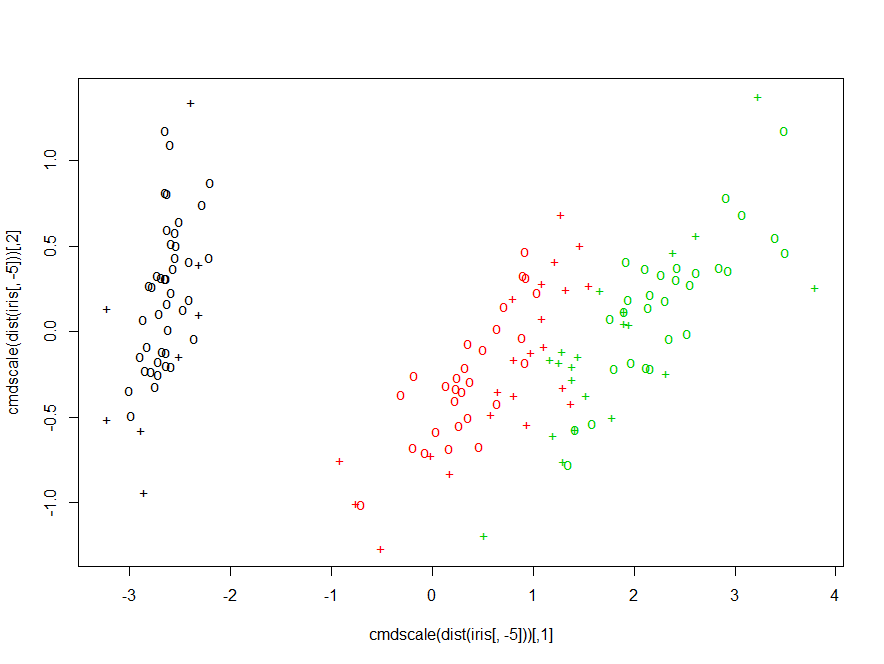 1.0
0.5
0.0
-0.5
-1.0
cmdscale(dist(iris[, -5]))[,2]
-3 -2 -1 0 1 2 3 4
cmdscale(dist(iris[, -5]))[,1]